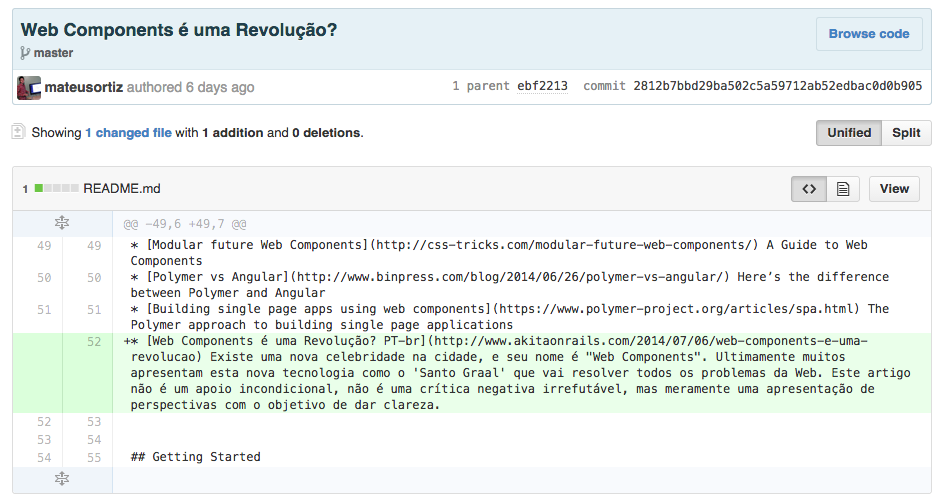 Web Components é uma Revolução?
Browse code
master
mateusortiz authored 6 days ago
1 parent ebf2213 commit 2812b7bbd29ba502c5a59712ab52edbac0d0b905
Showing 1 changed file with 1 addition and 0 deletions.
Unified Split
1 README.md
<> View
@@ -49,6 +49,7 @@
49 49 * [Modular future Web Components](http://css-tricks.com/modular-future-web-components/) A Guide to Web
Components
50 50 * [Polymer vs Angular](http://www.binpress.com/blog/2014/06/26/polymer-vs-angular/) Here’s the difference
between Polymer and Angular
51 51 * [Building single page apps using web components](https://www.polymer-project.org/articles/spa.html) The
Polymer approach to building single page applications
52 +* [Web Components é uma Revolução? PT-br](http://www.akitaonrails.com/2014/07/06/web-components-e-uma-
revolucao) Existe uma nova celebridade na cidade, e seu nome é "Web Components". Ultimamente muitos
apresentam esta nova tecnologia como o 'Santo Graal' que vai resolver todos os problemas da Web. Este artigo
não é um apoio incondicional, não é uma crítica negativa irrefutável, mas meramente uma apresentação de
perspectivas com o objetivo de dar clareza.
52 53
53 54
54 55 ## Getting Started